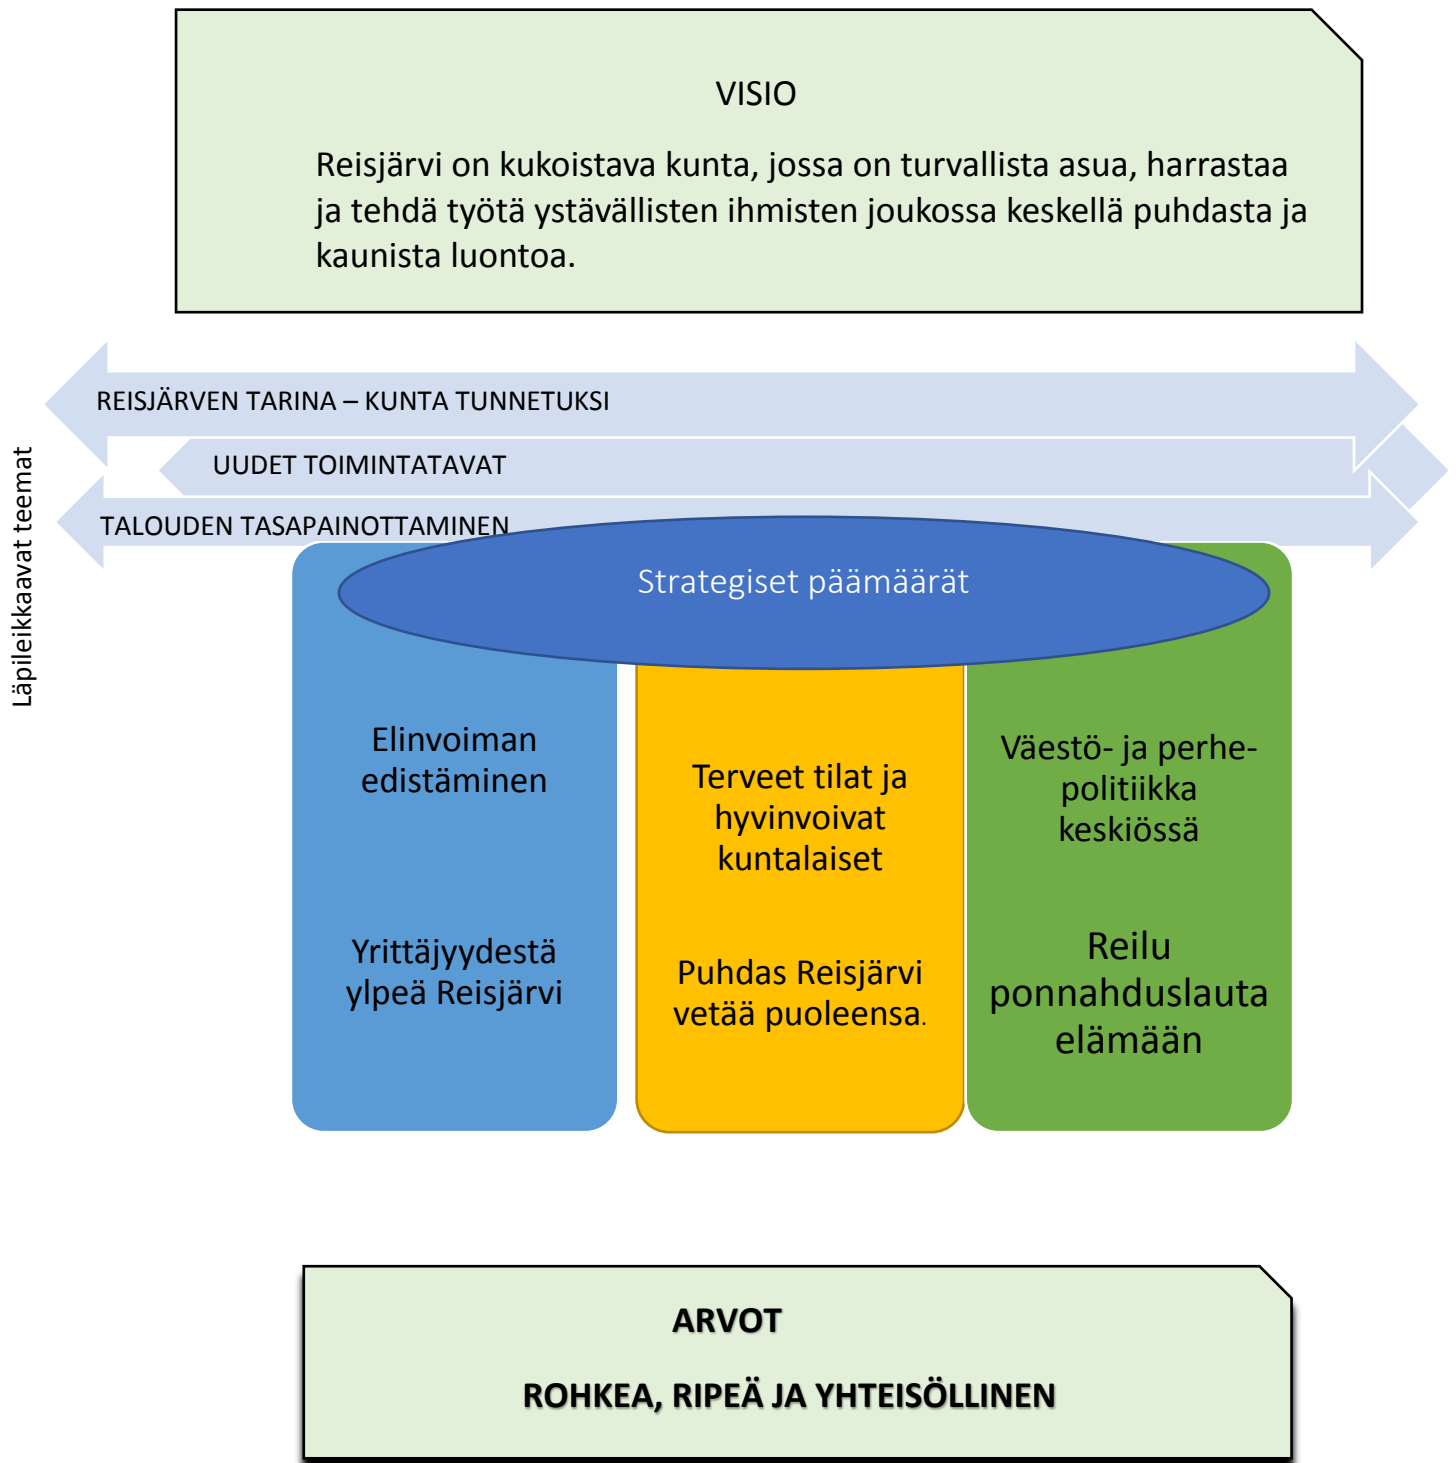 VISIO
Reisjärvi on kukoistava kunta, jossa on turvallista asua, harrastaa
ja tehdä työtä ystävällisten ihmisten joukossa keskellä puhdasta ja
kaunista luontoa.
Läpileikkaavat teemat
REISJÄRVEN TARINA – KUNTA TUNNETUKSI
UUDET TOIMINTATAVAT
TALOUDEN TASAPAINOTTAMINEN
Strategiset päämäärät
Elinvoiman
edistäminen
Yrittäjyydestä
ylpeä Reisjärvi
Terveet tilat ja
hyvinvoivat
kuntalaiset
Puhdas Reisjärvi
vetää puoleensa.
Väestö- ja perhe-
politiikka
keskiössä
Reilu
ponnahduslauta
elämään
ARVOT
ROHKEA, RIPEÄ JA YHTEISÖLLINEN